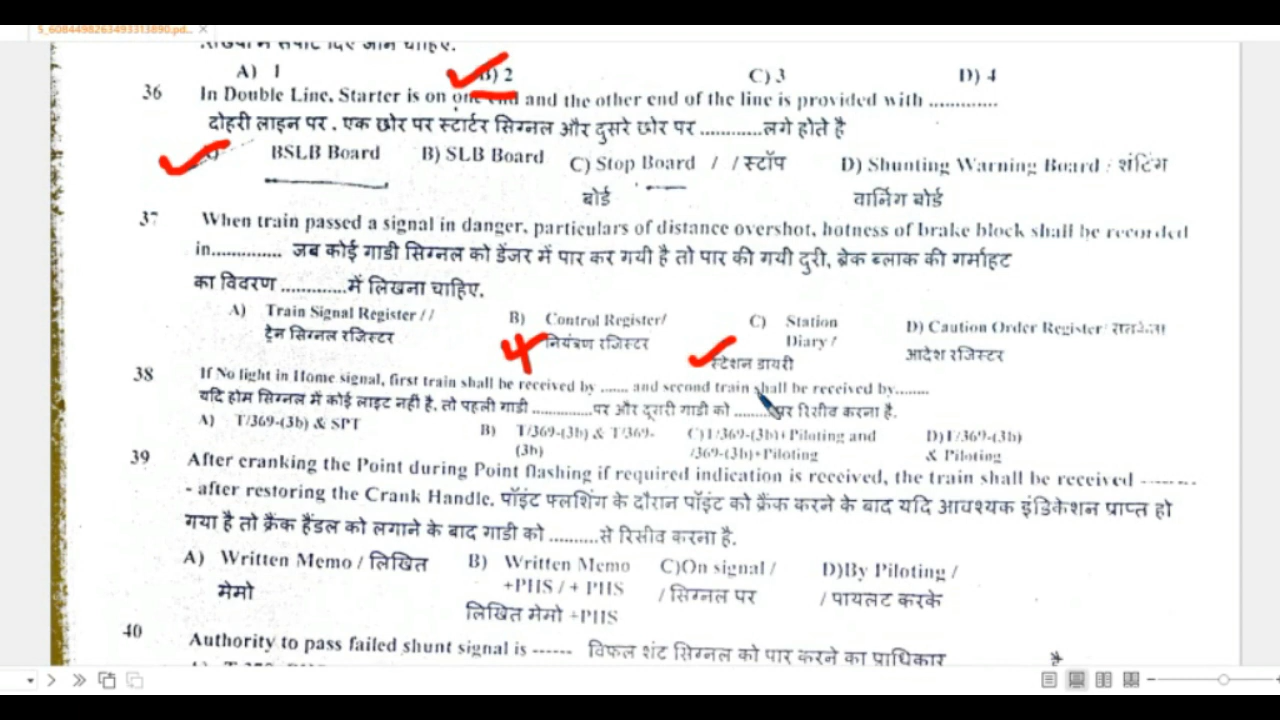 5_6084498263493313890.pd...
A) 1 B) 2 C) 3 D) 4
36 In Double Line, Starter is on one end and the other end of the line is provided with .............
दोहरी लाइन पर . एक छोर पर स्टार्टर सिग्नल और दुसरे छोर पर ............लगे होते है
BSLB Board B) SLB Board C) Stop Board / / स्टॉप D) Shunting Warning Board / शंटिंग
बोर्ड वार्निंग बोर्ड
37 When train passed a signal in danger, particulars of distance overshot, hotness of brake block shall be recorded
in.............. जब कोई गाडी सिग्नल को डेंजर में पार कर गयी है तो पार की गयी दुरी, ब्रेक ब्लाक की गर्माहट
का विवरण .............में लिखना चाहिए.
A) Train Signal Register // B) Control Register/ C) Station D) Caution Order Register/
ट्रेन सिग्नल रजिस्टर नियंत्रण रजिस्टर Diary / आदेश रजिस्टर
स्टेशन डायरी
38 If No light in Home signal, first train shall be received by ...... and second train shall be received by........
यदि होम सिग्नल में कोई लाइट नही है, तो पहली गाडी .............पर और दूसरी गाडी को .........पर रिसीव करना है.
A) T/369-(3b) & SPT B) T/369-(3b) & T/369- C) T/369-(3b)+Piloting and D) T/369-(3b)
(3b) /369-(3b)+Piloting & Piloting
39 After cranking the Point during Point flashing if required indication is received, the train shall be received -------
- after restoring the Crank Handle. पॉइंट फ्लशिंग के दौरान पॉइंट को क्रैंक करने के बाद यदि आवश्यक इंडिकेशन प्राप्त हो
गया है तो क्रैंक हैंडल को लगाने के बाद गाडी को ..........से रिसीव करना है.
A) Written Memo / लिखित B) Written Memo C)On signal / D)By Piloting /
मेमो +PHS / + PHS / सिग्नल पर / पायलट करके
लिखित मेमो +PHS
40 Authority to pass failed shunt signal is ------ विफल शंट सिग्नल को पार करने का प्राधिकार है